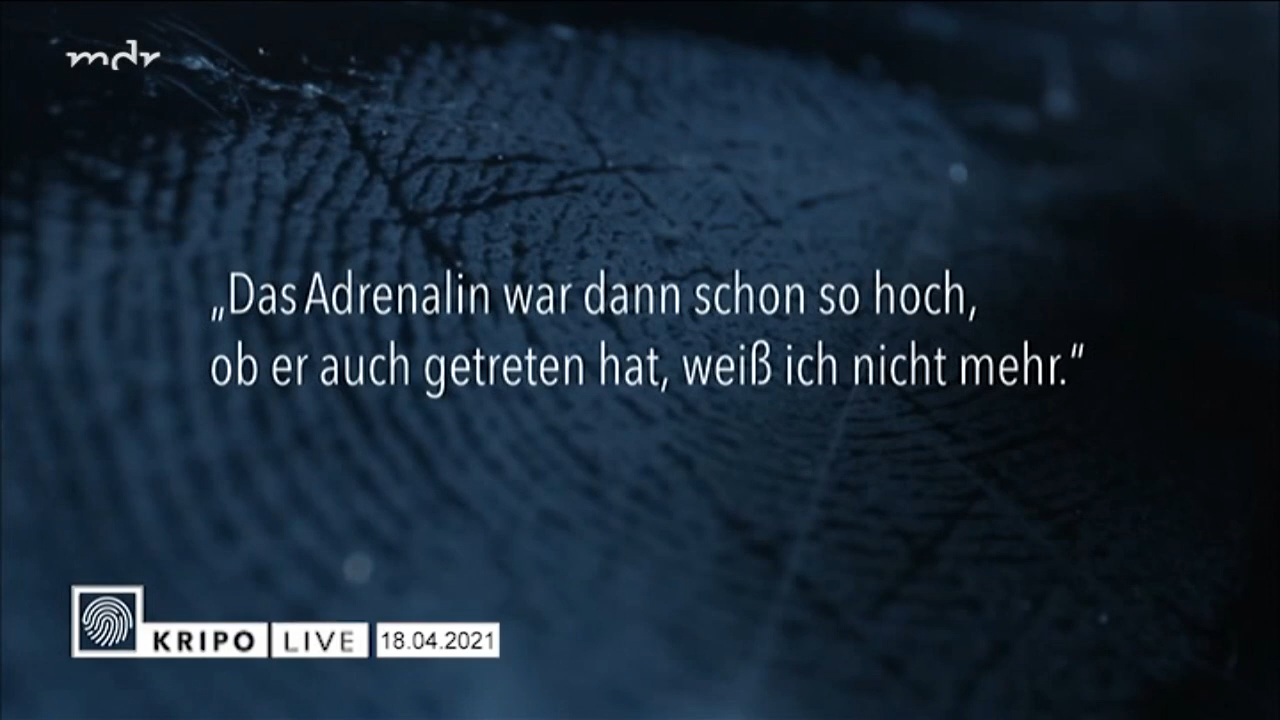 mdr
„Das Adrenalin war dann schon so hoch,
ob er auch getreten hat, weiß ich nicht mehr.“
KRIPO LIVE 18.04.2021